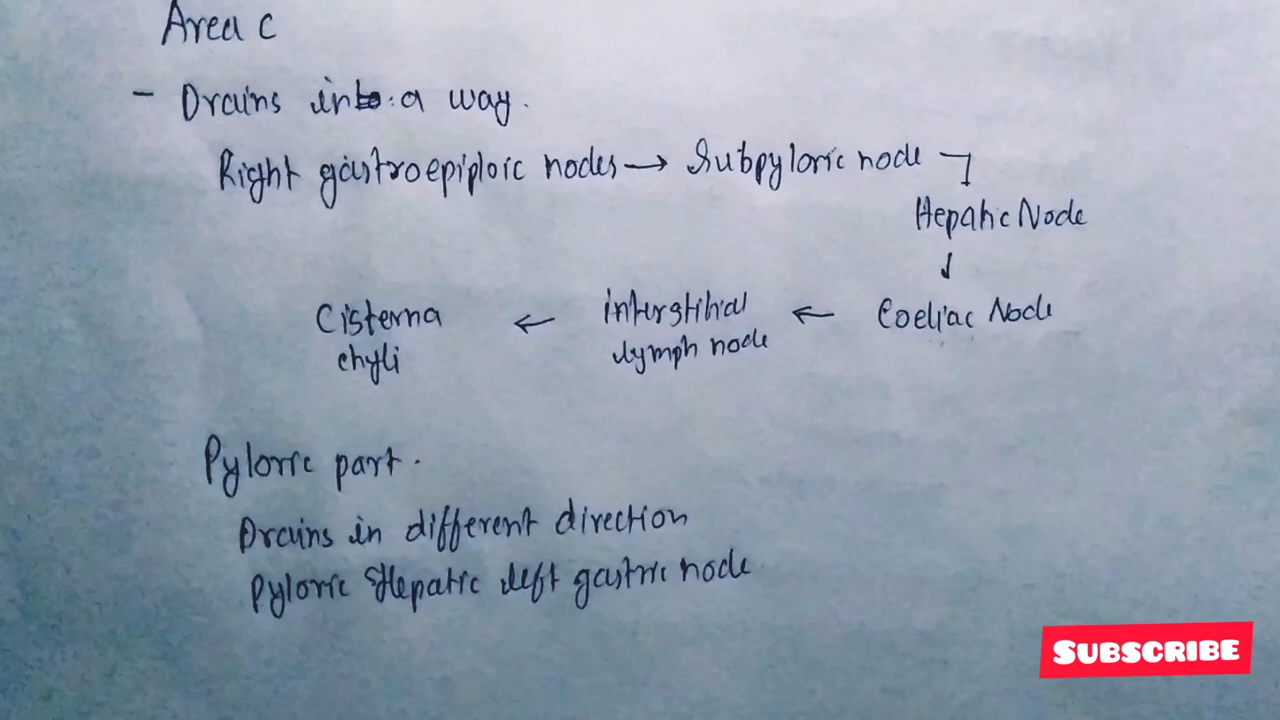 Area C
- Drains into a way.
Right gastroepiploic nodes → Subpyloric node
Hepatic Node
↓
Cisterna chyli ← interstitial lymph node ← Coeliac Node
Pyloric part.
Drains in different direction
Pyloric Hepatic left gastric node
SUBSCRIBE